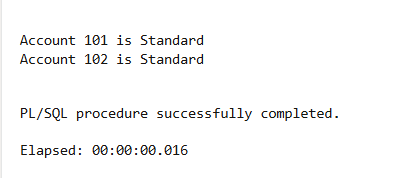 Account 101 is Standard
Account 102 is Standard
PL/SQL procedure successfully completed.
Elapsed: 00:00:00.016